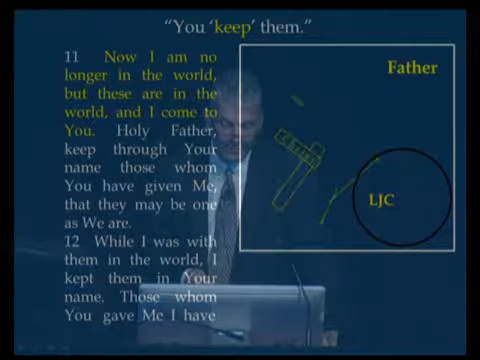 "You 'keep' them."
11 Now I am no
longer in the world,
but these are in the
world, and I come to
You. Holy Father,
keep through Your
name those whom
You have given Me,
that they may be one
as We are.
12 While I was with
them in the world, I
kept them in Your
name. Those whom
You gave Me I have
Father
LJC